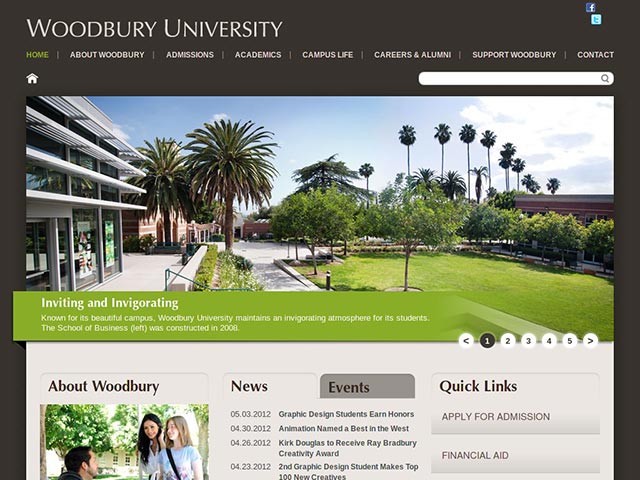 WOODBURY UNIVERSITY
HOME | ABOUT WOODBURY | ADMISSIONS | ACADEMICS | CAMPUS LIFE | CAREERS & ALUMNI | SUPPORT WOODBURY | CONTACT
Inviting and Invigorating
Known for its beautiful campus, Woodbury University maintains an invigorating atmosphere for its students.
The School of Business (left) was constructed in 2008.
< 1 2 3 4 5 >
About Woodbury
News
Events
05.03.2012 Graphic Design Students Earn Honors
04.30.2012 Animation Named a Best in the West
04.26.2012 Kirk Douglas to Receive Ray Bradbury
Creativity Award
04.23.2012 2nd Graphic Design Student Makes Top
100 New Creatives
Quick Links
APPLY FOR ADMISSION
FINANCIAL AID